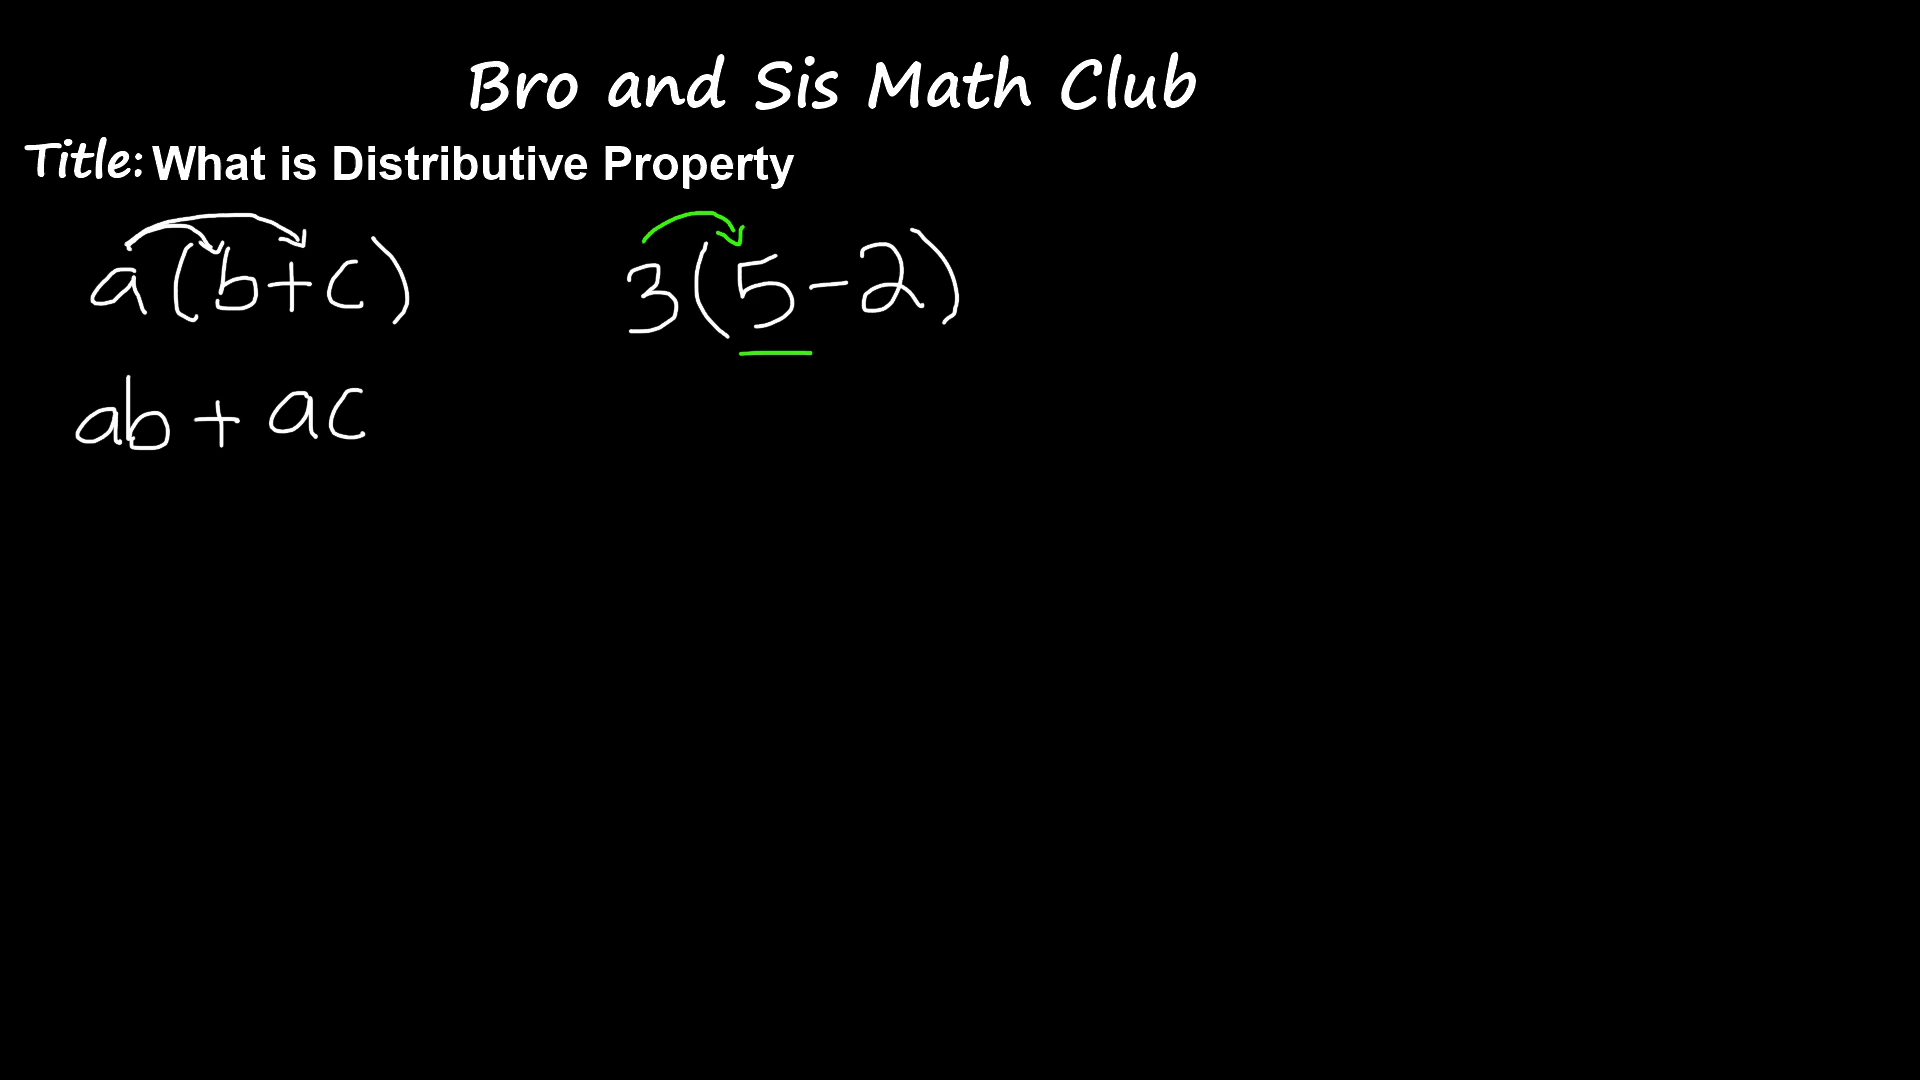 Bro and Sis Math Club
Title: What is Distributive Property
a(b+c) 3(5-2)
ab + ac